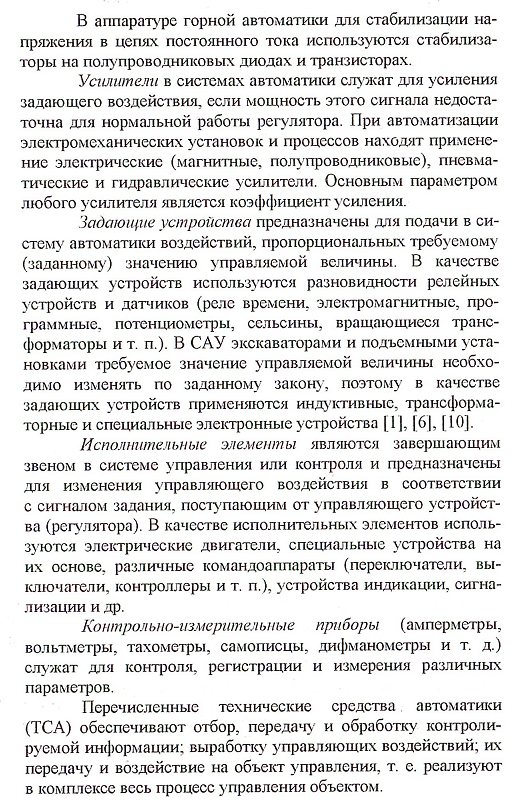 В аппаратуре горной автоматики для стабилизации на-
пряжения в цепях постоянного тока используются стабилиза-
торы на полупроводниковых диодах и транзисторах.
Усилители в системах автоматики служат для усиления
задающего воздействия, если мощность этого сигнала недоста-
точна для нормальной работы регулятора. При автоматизации
электромеханических установок и процессов находят примене-
ние электрические (магнитные, полупроводниковые), пневма-
тические и гидравлические усилители. Основным параметром
любого усилителя является коэффициент усиления.
Задающие устройства предназначены для подачи в си-
стему автоматики воздействий, пропорциональных требуемому
(заданному) значению управляемой величины. В качестве
задающих устройств используются разновидности релейных
устройств и датчиков (реле времени, электромагнитные, про-
граммные, потенциометры, сельсины, вращающиеся транс-
форматоры и т. п.). В САУ экскаваторами и подъемными уста-
новками требуемое значение управляемой величины необхо-
димо изменять по заданному закону, поэтому в качестве
задающих устройств применяются индуктивные, трансформа-
торные и специальные электронные устройства [1], [6], [10].
Исполнительные элементы являются завершающим
звеном в системе управления или контроля и предназначены
для изменения управляющего воздействия в соответствии
с сигналом задания, поступающим от управляющего устройст-
ва (регулятора). В качестве исполнительных элементов исполь-
зуются электрические двигатели, специальные устройства на
их основе, различные командоаппараты (переключатели, вы-
ключатели, контроллеры и т. п.), устройства индикации, сигна-
лизации и др.
Контрольно-измерительные приборы (амперметры,
вольтметры, тахометры, самописцы, дифманометры и т. д.)
служат для контроля, регистрации и измерения различных
параметров.
Перечисленные технические средства автоматики
(ТСА) обеспечивают отбор, передачу и обработку контроли-
руемой информации; выработку управляющих воздействий; их
передачу и воздействие на объект управления, т. е. реализуют
в комплексе весь процесс управления объектом.